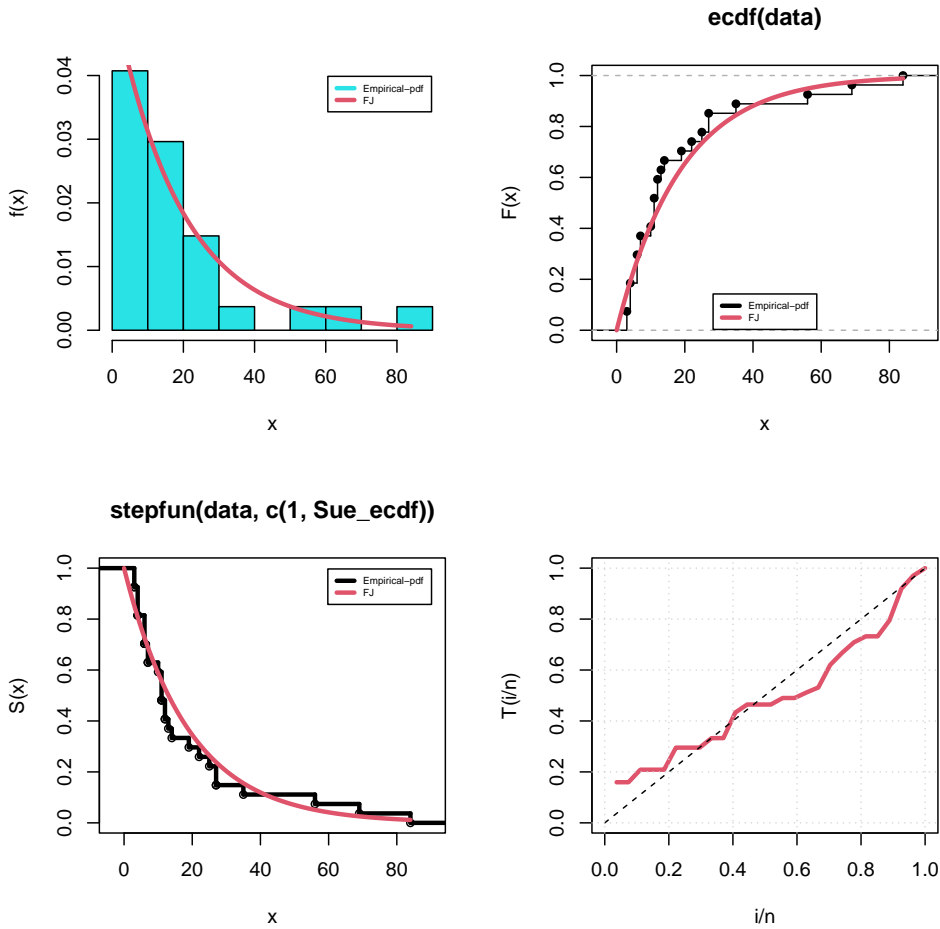 f(x)
0.04
0.03
0.02
0.01
0.00
Empirical−pdf
FJ
0 20 40 60 80
x
ecdf(data)
F(x)
1.0
0.8
0.6
0.4
0.2
0.0
Empirical−pdf
FJ
0 20 40 60 80
x
stepfun(data, c(1, Sue_ecdf))
S(x)
1.0
0.8
0.6
0.4
0.2
0.0
Empirical−pdf
FJ
0 20 40 60 80
x
T(i/n)
1.0
0.8
0.6
0.4
0.2
0.0
0.0 0.2 0.4 0.6 0.8 1.0
i/n